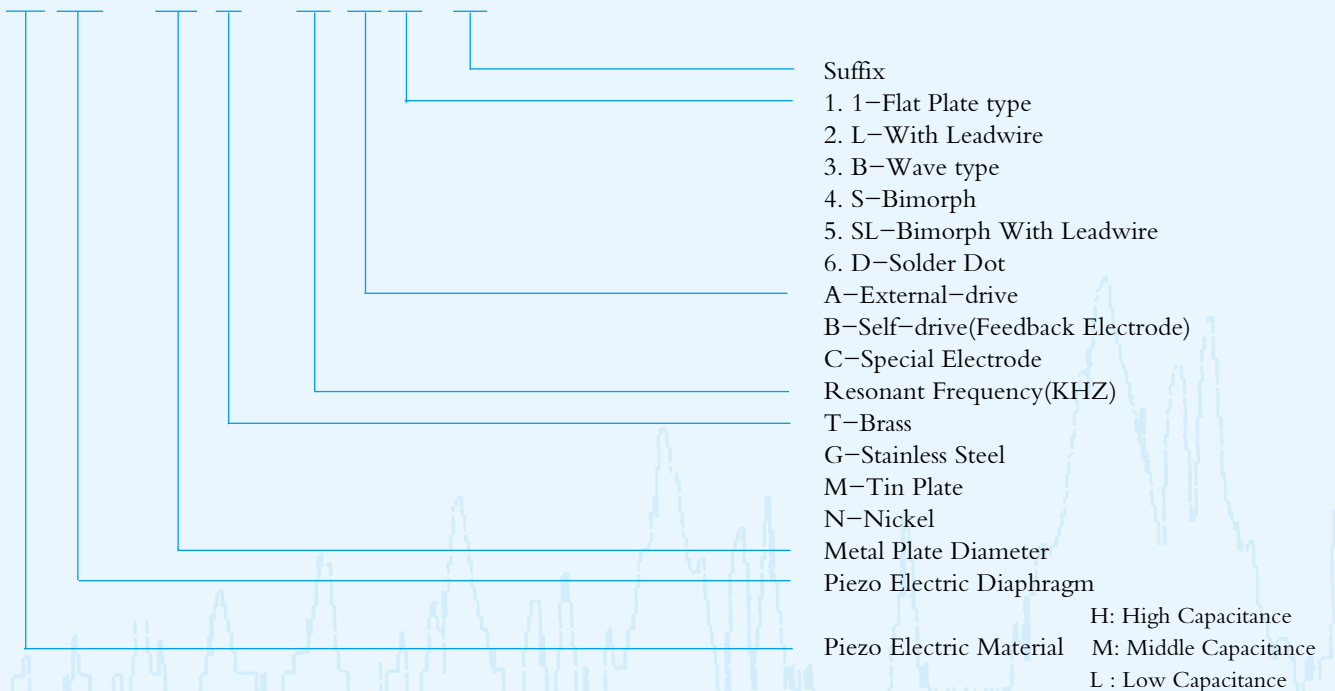 Suffix
1. 1-Flat Plate type
2. L-With Leadwire
3. B-Wave type
4. S-Bimorph
5. SL-Bimorph With Leadwire
6. D-Solder Dot
A-External-drive
B-Self-drive(Feedback Electrode)
C-Special Electrode
Resonant Frequency(KHZ)
T-Brass
G-Stainless Steel
M-Tin Plate
N-Nickel
Metal Plate Diameter
Piezo Electric Diaphragm
H: High Capacitance
Piezo Electric Material M: Middle Capacitance
L : Low Capacitance